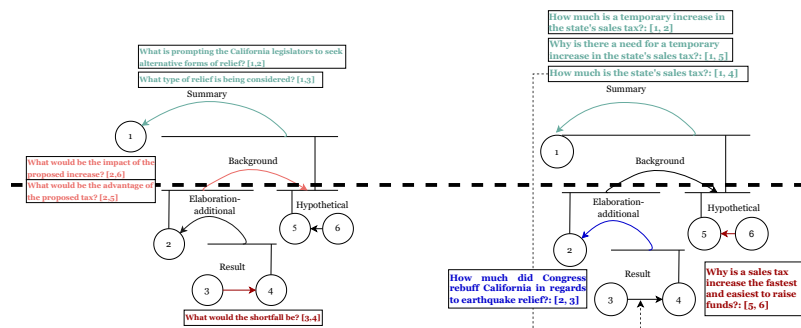 What is prompting the California legislators to seek
alternative forms of relief? [1,2]
What type of relief is being considered? [1,3]
Summary
1
What would be the impact of the
proposed increase? [2,6]
What would be the advantage of
the proposed tax? [2,5]
Background
Elaboration-
additional
Hypothetical
2
5
6
Result
3
4
What would the shortfall be? [3,4]
How much is a temporary increase in
the state's sales tax?: [1, 2]
Why is there a need for a temporary
increase in the state's sales tax?: [1, 5]
How much is the state's sales tax?: [1, 4]
Summary
1
Background
Elaboration-
additional
Hypothetical
2
5
6
How much did Congress
rebuff California in regards
to earthquake relief?: [2, 3]
Result
3
4
Why is a sales tax
increase the fastest
and easiest to raise
funds?: [5, 6]